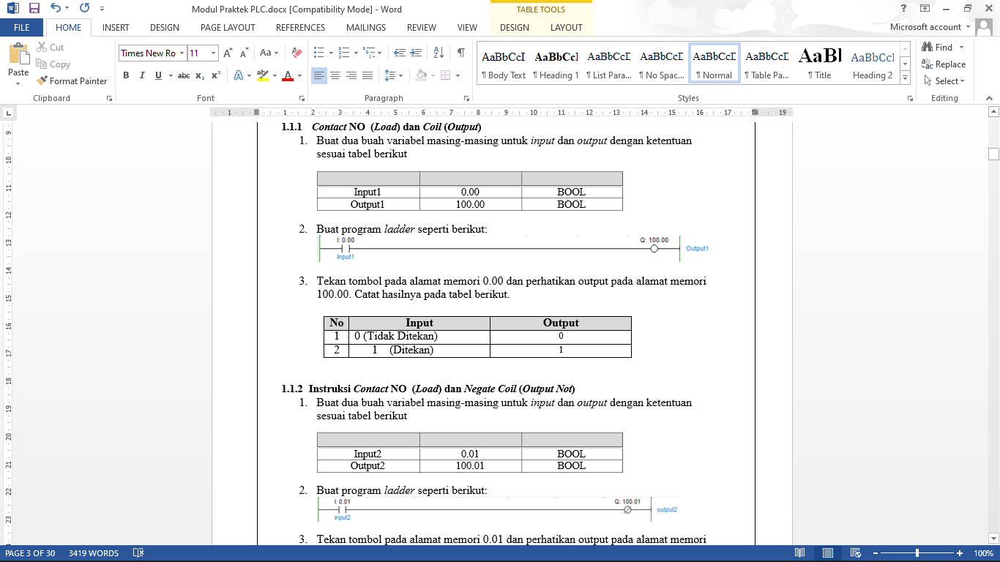 Modul Praktek PLC.docx [Compatibility Mode] - Word
TABLE TOOLS
FILE HOME INSERT DESIGN PAGE LAYOUT REFERENCES MAILINGS REVIEW VIEW DESIGN LAYOUT
Microsoft account
Cut
Copy
Format Painter
Paste
Times New Ro 11
AaBbCcI AaBbCc AaBbCcI AaBbCcI AaBbCcI AaBbCcI AaBl AaBbCcI
¶ Body Text ¶ Heading 1 ¶ List Para... ¶ No Spac... ¶ Normal ¶ Table Pa... ¶ Title Heading 2
Find
Replace
Select
Clipboard Font Paragraph Styles Editing
1.1.1 Contact NO (Load) dan Coil (Output)
1. Buat dua buah variabel masing-masing untuk input dan output dengan ketentuan
sesuai tabel berikut
Input1 0.00 BOOL
Output1 100.00 BOOL
2. Buat program ladder seperti berikut:
I: 0.00 Q: 100.00
Input1 Output1
3. Tekan tombol pada alamat memori 0.00 dan perhatikan output pada alamat memori
100.00. Catat hasilnya pada tabel berikut.
No Input Output
1 0 (Tidak Ditekan) 0
2 1 (Ditekan) 1
1.1.2 Instruksi Contact NO (Load) dan Negate Coil (Output Not)
1. Buat dua buah variabel masing-masing untuk input dan output dengan ketentuan
sesuai tabel berikut
Input2 0.01 BOOL
Output2 100.01 BOOL
2. Buat program ladder seperti berikut:
I: 0.01 Q: 100.01
input2 output2
3. Tekan tombol pada alamat memori 0.01 dan perhatikan output pada alamat memori
PAGE 3 OF 30 3419 WORDS 100%